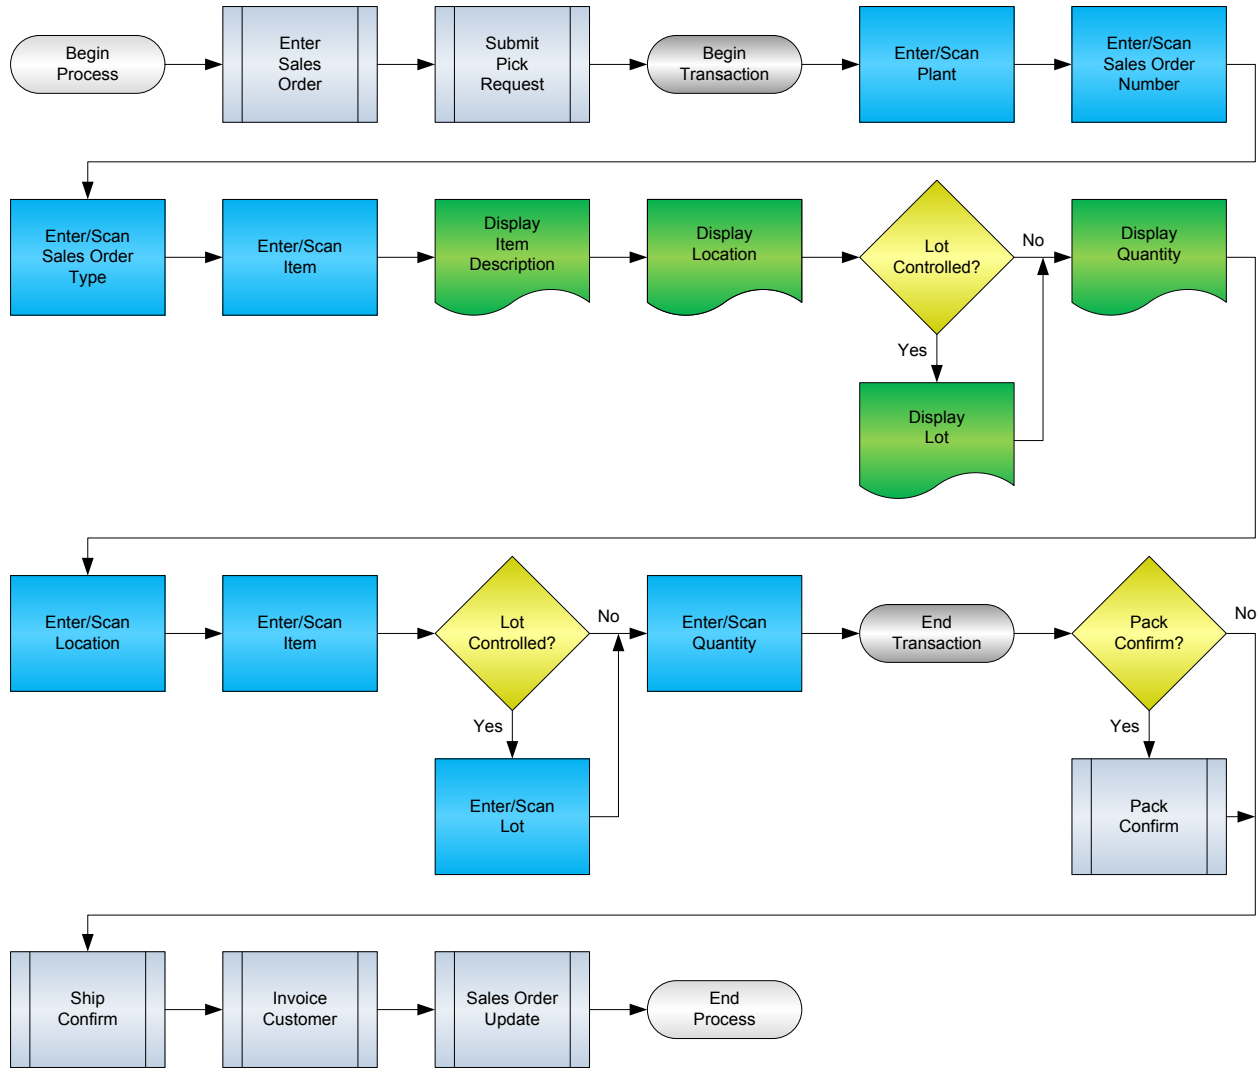 Begin
Process
Enter
Sales
Order
Submit
Pick
Request
Begin
Transaction
Enter/Scan
Plant
Enter/Scan
Sales Order
Number
Enter/Scan
Sales Order
Type
Enter/Scan
Item
Display
Item
Description
Display
Location
Lot
Controlled?
No
Yes
Display
Lot
Display
Quantity
Enter/Scan
Location
Enter/Scan
Item
Lot
Controlled?
No
Yes
Enter/Scan
Lot
Enter/Scan
Quantity
End
Transaction
Pack
Confirm?
No
Yes
Pack
Confirm
Ship
Confirm
Invoice
Customer
Sales Order
Update
End
Process